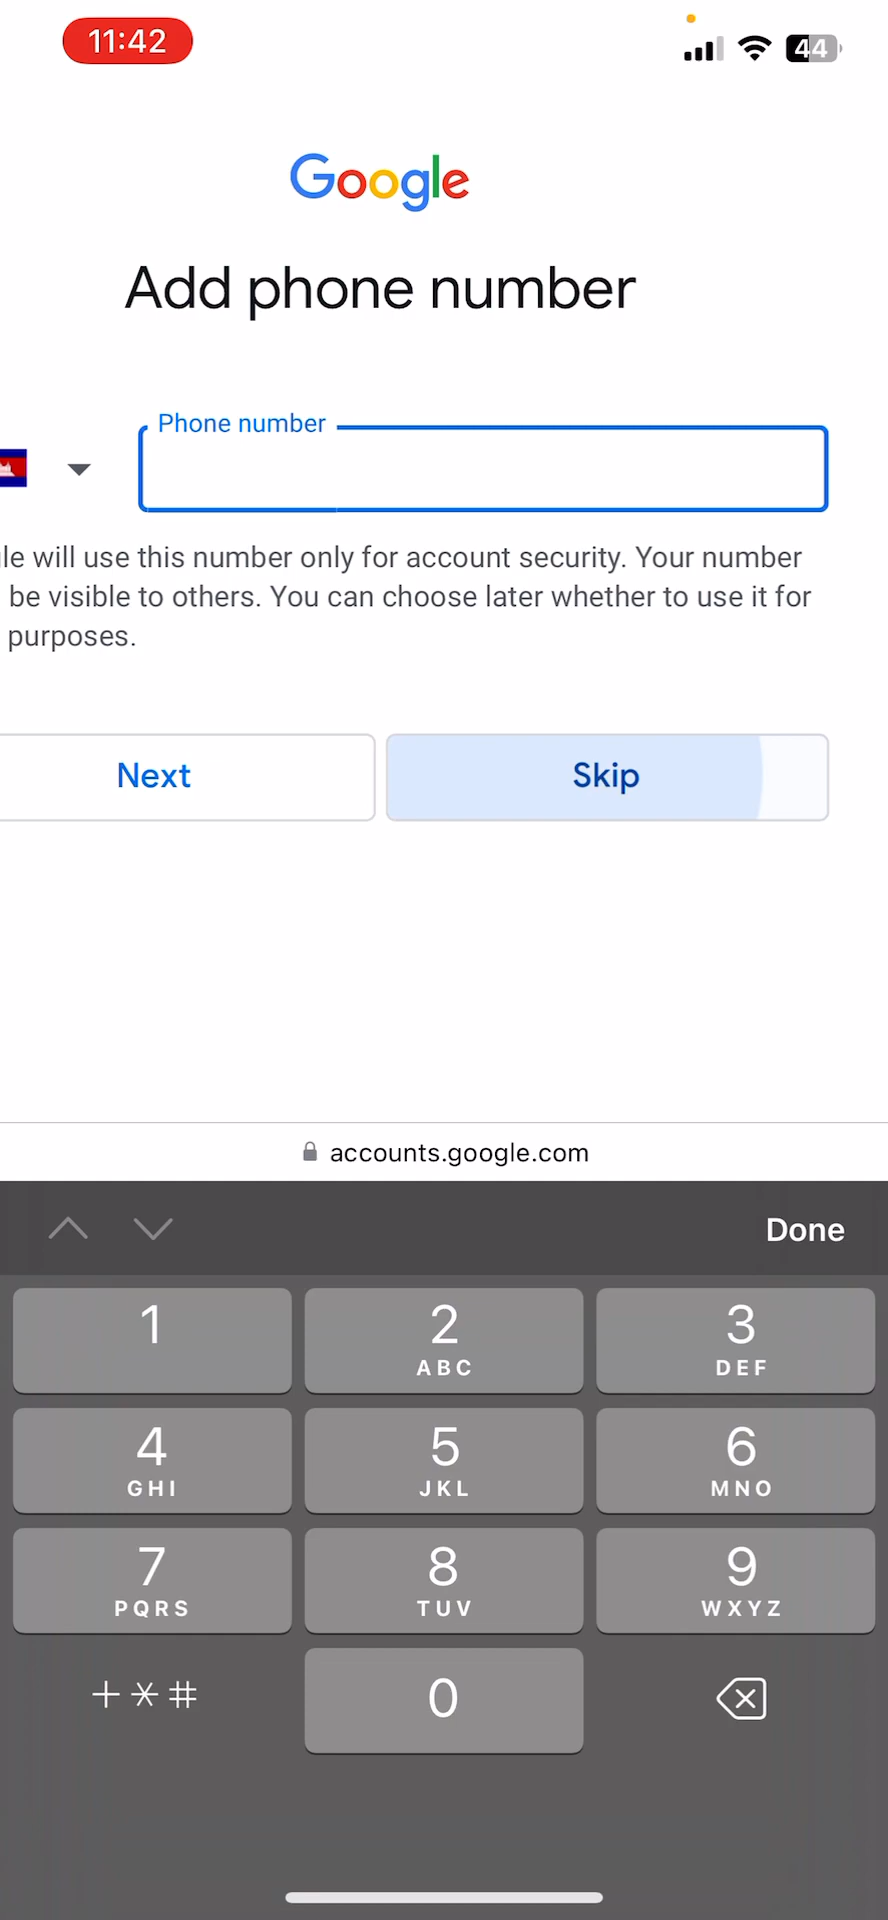 11:42
44
Google
Add phone number
Phone number
le will use this number only for account security. Your number
be visible to others. You can choose later whether to use it for
purposes.
Next
Skip
accounts.google.com
Done
1
2
ABC
3
DEF
4
GHI
5
JKL
6
MNO
7
PQRS
8
TUV
9
WXYZ
+*#
0